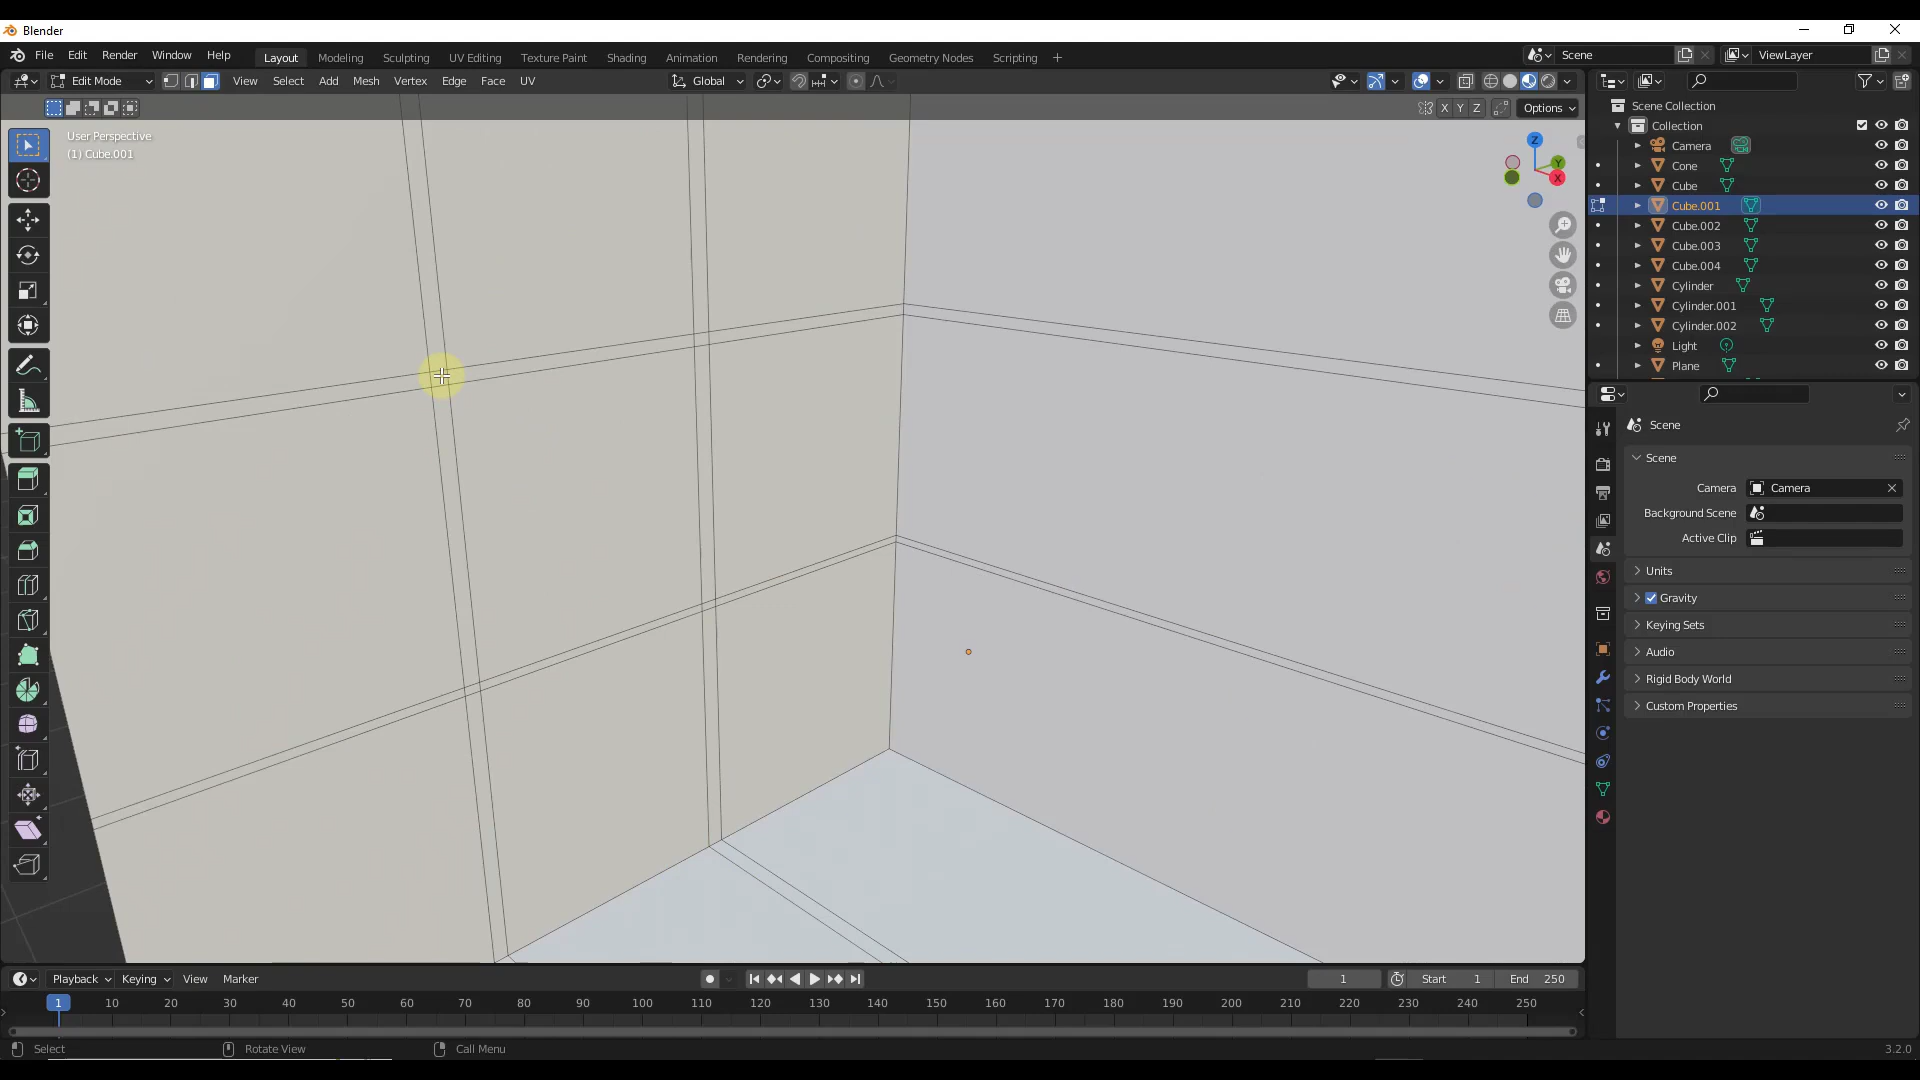 Blender
File Edit Render Window Help Layout Modeling Sculpting UV Editing Texture Paint Shading Animation Rendering Compositing Geometry Nodes Scripting + Scene ViewLayer
Edit Mode View Select Add Mesh Vertex Edge Face UV Global
X Y Z Options
User Perspective
(1) Cube.001
Z
Y
X
Scene Collection
Collection
Camera
Cone
Cube
Cube.001
Cube.002
Cube.003
Cube.004
Cylinder
Cylinder.001
Cylinder.002
Light
Plane
Scene
Scene
Camera Camera
Background Scene
Active Clip
Units
Gravity
Keying Sets
Audio
Rigid Body World
Custom Properties
Playback Keying View Marker 1 Start 1 End 250
1 10 20 30 40 50 60 70 80 90 100 110 120 130 140 150 160 170 180 190 200 210 220 230 240 250
Select Rotate View Call Menu 3.2.0